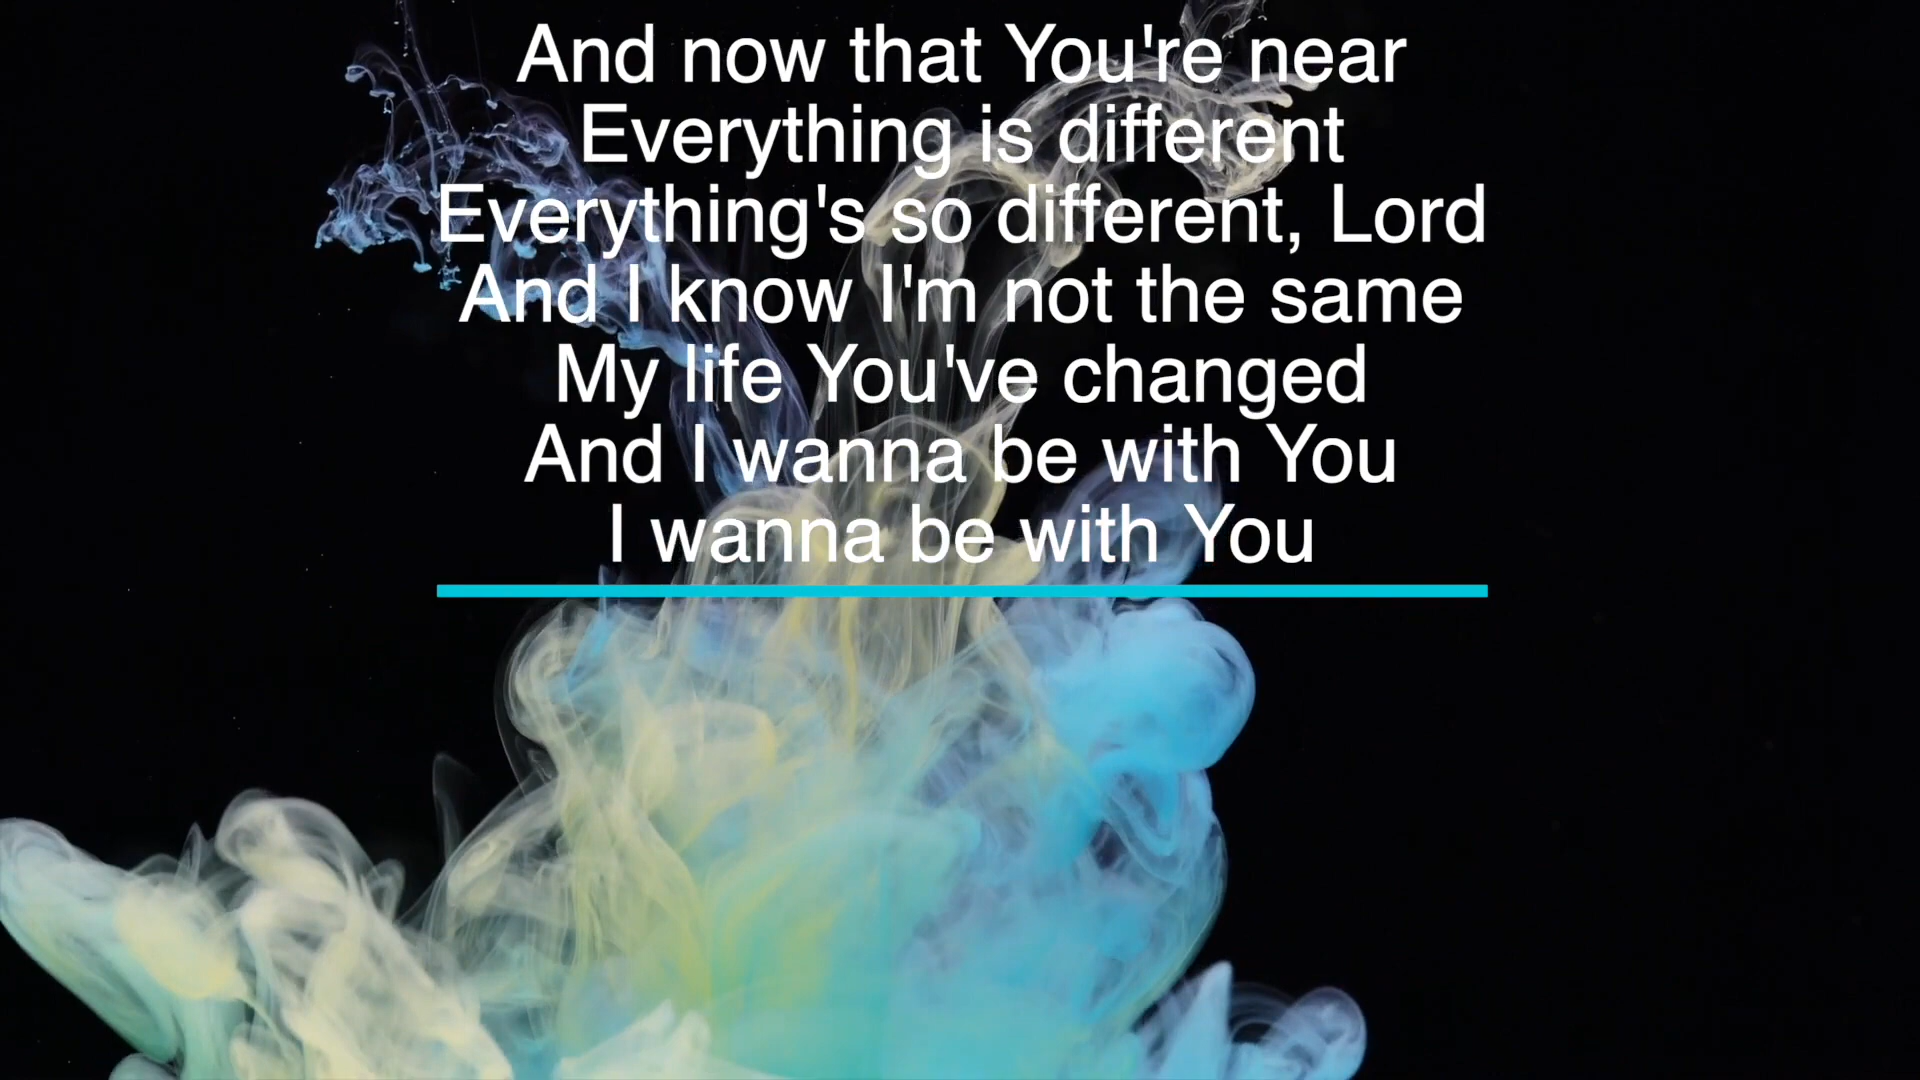 And now that You're near
Everything is different
Everything's so different, Lord
And I know I'm not the same
My life You've changed
And I wanna be with You
I wanna be with You